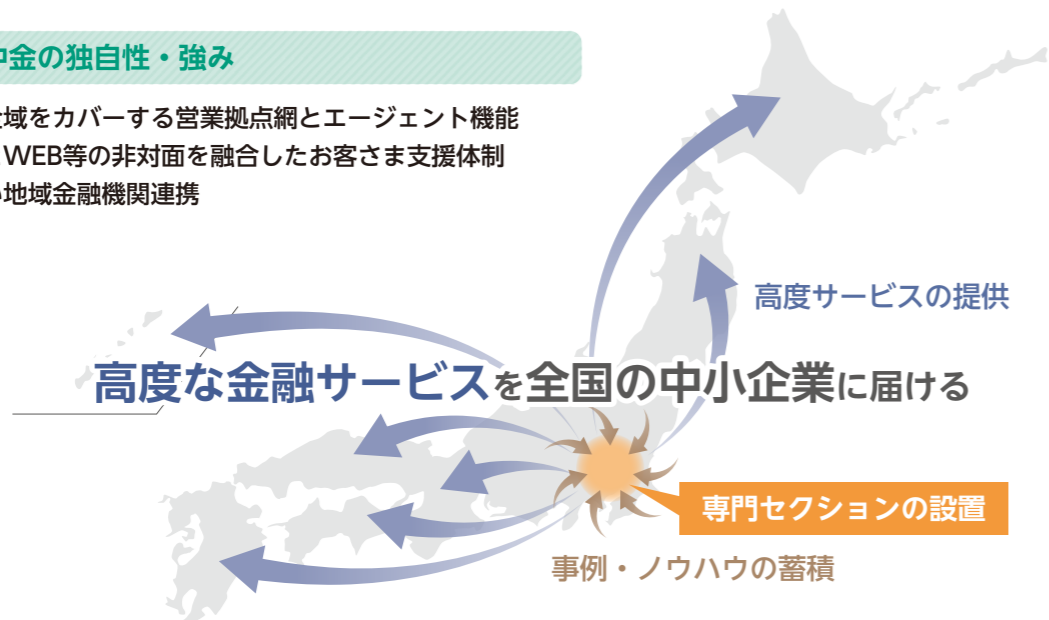 中金の独自性・強み
全域をカバーする営業拠点網とエージェント機能
WEB等の非対面を融合したお客さま支援体制
地域金融機関連携
高度サービスの提供
高度な金融サービスを全国の中小企業に届ける
専門セクションの設置
事例・ノウハウの蓄積